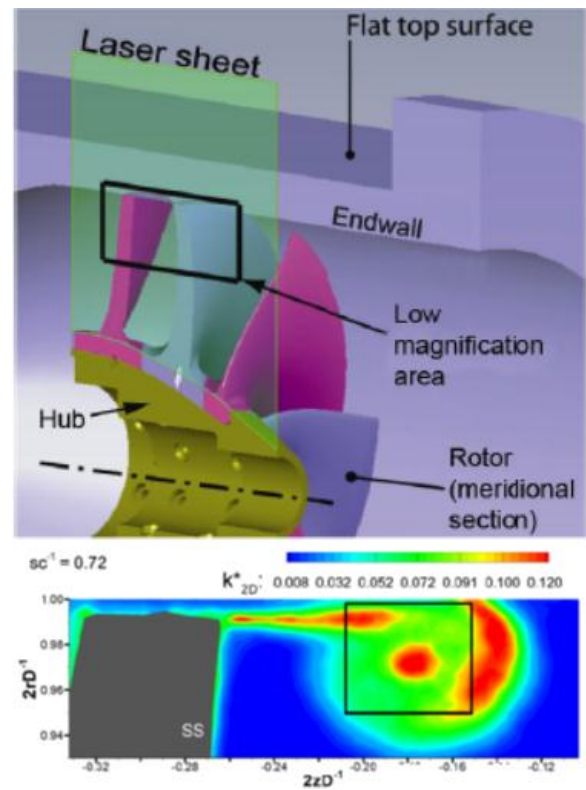 Flat top surface
Laser sheet
Endwall
Low
magnification
area
Hub
Rotor
(meridional
section)
sc⁻¹ = 0.72
k*2D: 0.008 0.032 0.052 0.072 0.091 0.100 0.120
1.00
0.98
0.96
0.94
2rD⁻¹
SS
-0.32 -0.28 -0.24 -0.20 -0.16 -0.12
2zD⁻¹